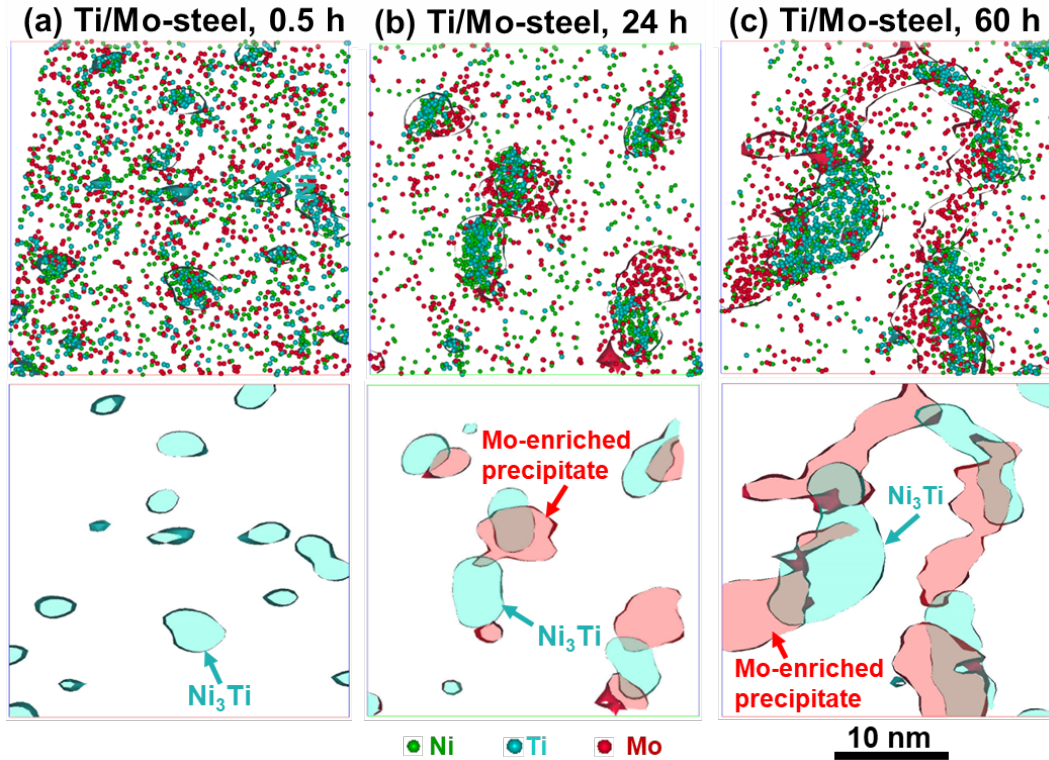 (a) Ti/Mo-steel, 0.5 h
(b) Ti/Mo-steel, 24 h
(c) Ti/Mo-steel, 60 h
Ni₃Ti
Mo-enriched
precipitate
Ni₃Ti
Ni₃Ti
Mo-enriched
precipitate
Ni
Ti
Mo
10 nm